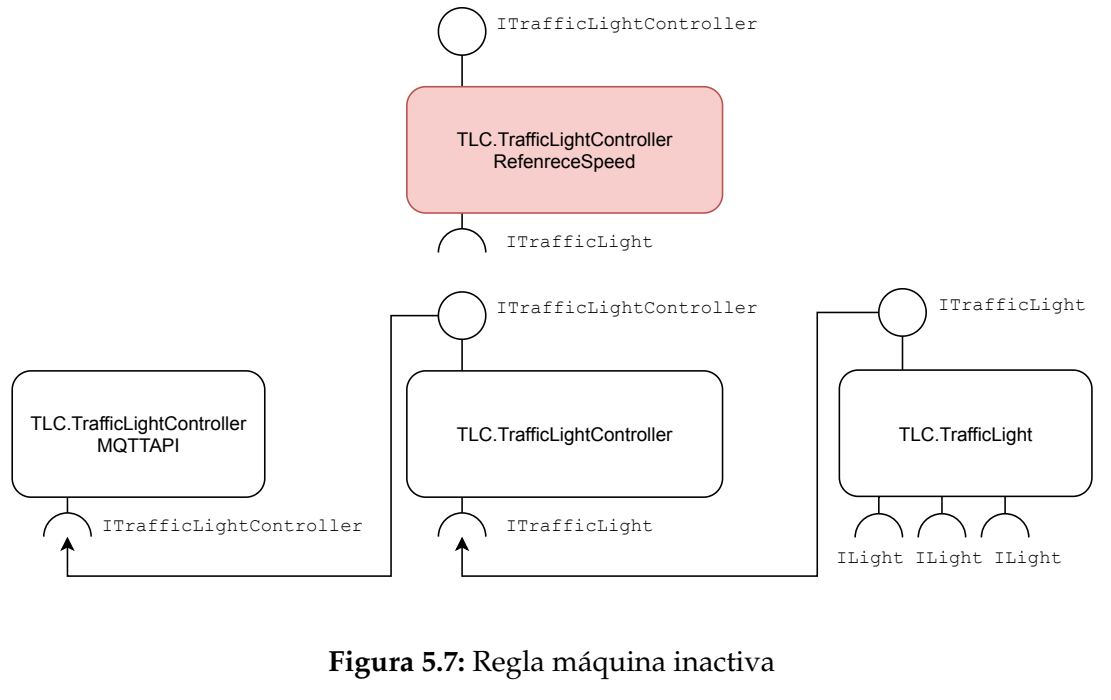 ITrafficLightController
TLC.TrafficLightController
RefenreceSpeed
ITrafficLight
ITrafficLightController
ITrafficLight
TLC.TrafficLightController
MQTTAPI
TLC.TrafficLightController
TLC.TrafficLight
ITrafficLightController
ITrafficLight
ILight ILight ILight
Figura 5.7: Regla máquina inactiva